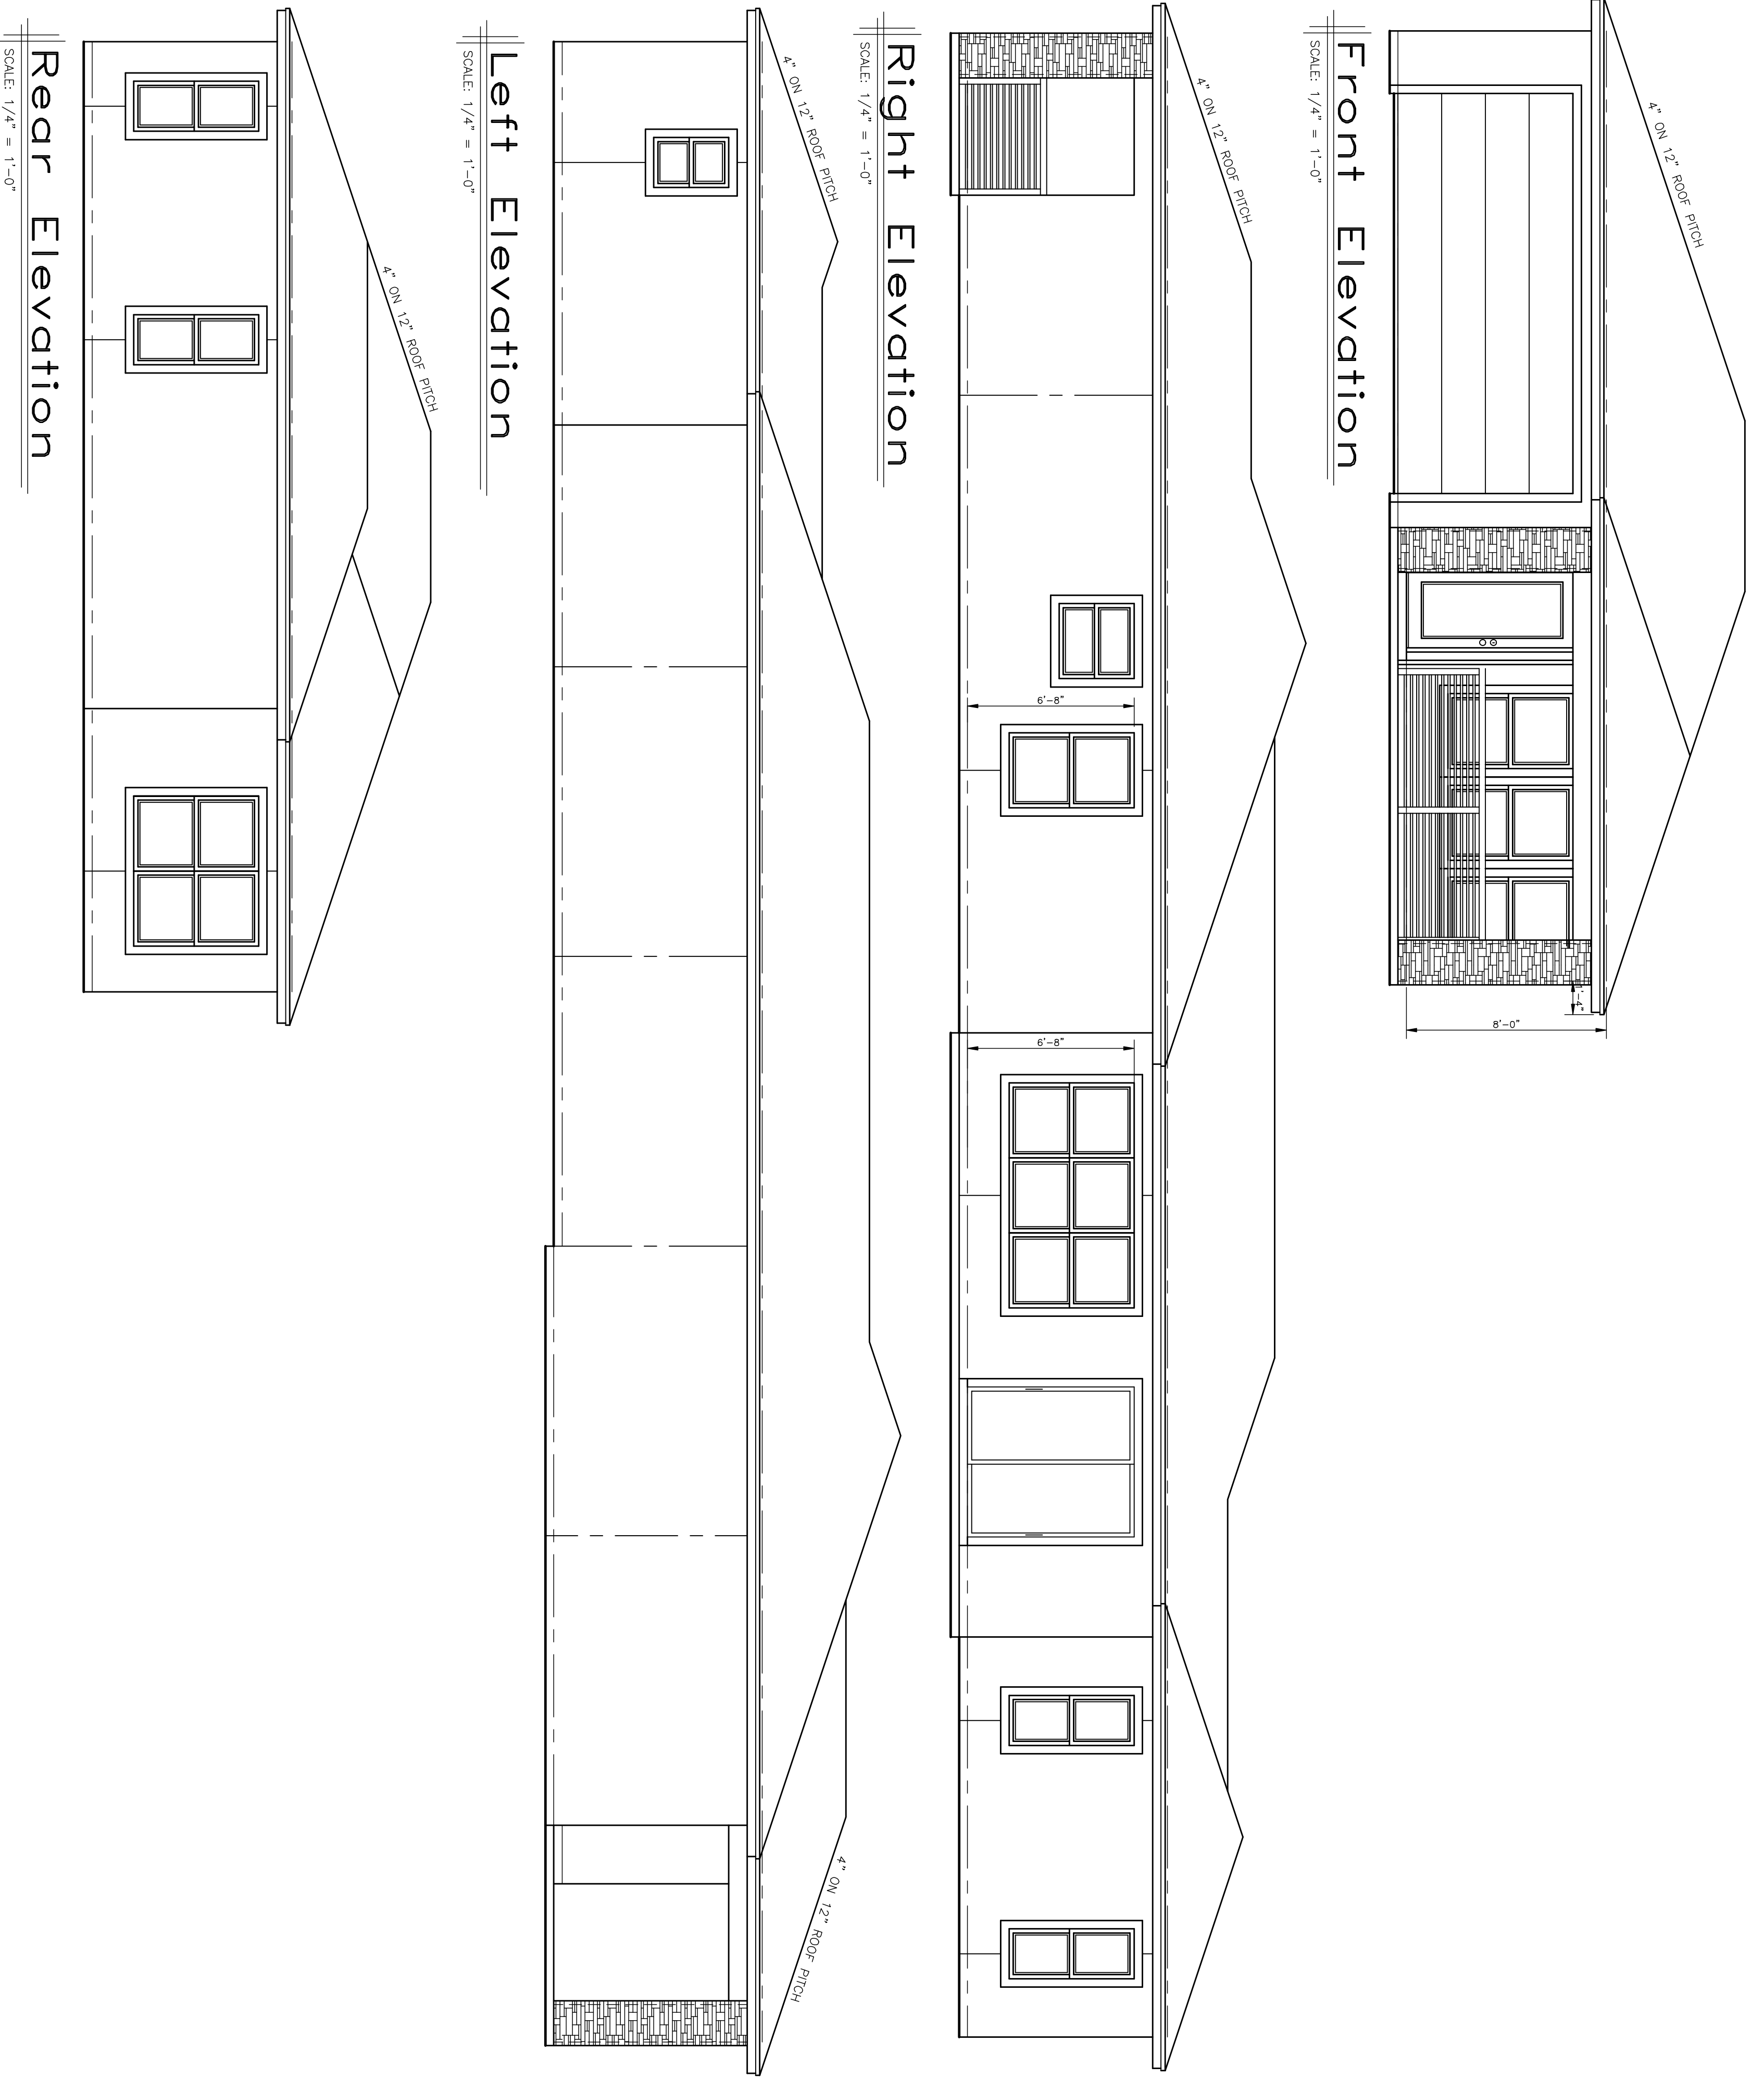 4" ON 12" ROOF PITCH
1'-4"
8'-0"
Front Elevation
SCALE: 1/4" = 1'-0"
4" ON 12" ROOF PITCH
6'-8"
6'-8"
Right Elevation
SCALE: 1/4" = 1'-0"
4" ON 12" ROOF PITCH
4" ON 12" ROOF PITCH
Left Elevation
SCALE: 1/4" = 1'-0"
4" ON 12" ROOF PITCH
Rear Elevation
SCALE: 1/4" = 1'-0"